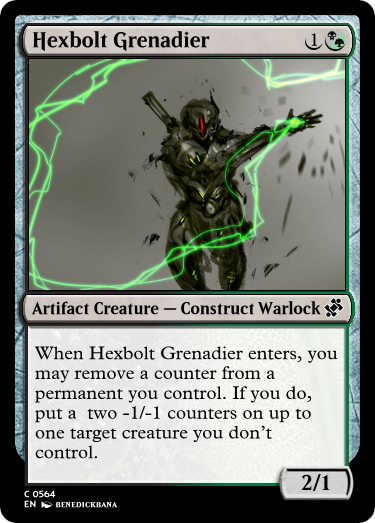 Hexbolt Grenadier 1
Artifact Creature — Construct Warlock
When Hexbolt Grenadier enters, you
may remove a counter from a
permanent you control. If you do,
put a  two -1/-1 counters on up to
one target creature you don't
control.
2/1
C 0564
EN BENEDICKBANA